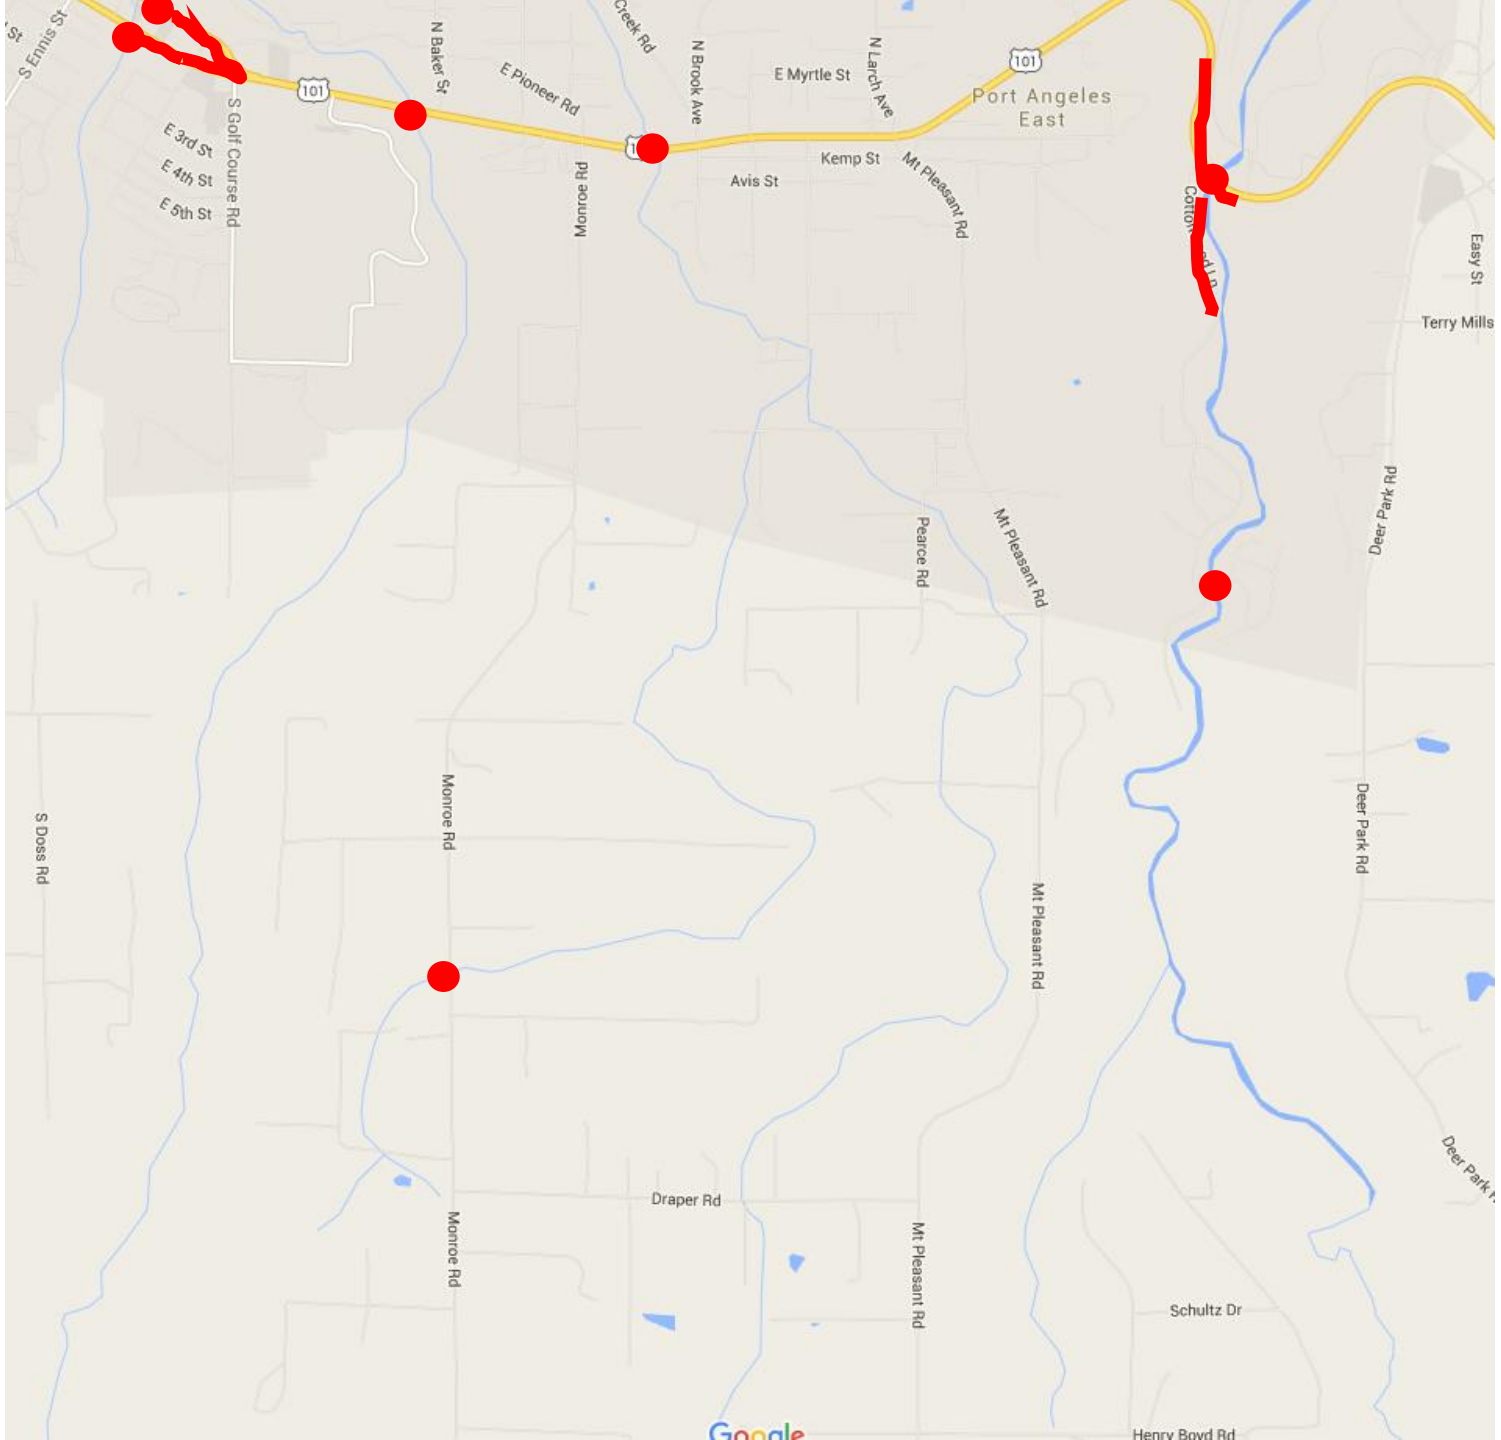 St
S Ennis St
N Baker St
Creek Rd
N Brook Ave
E Myrtle St
N Larch Ave
101
Port Angeles
East
E Pioneer Rd
101
S Golf Course Rd
E 3rd St
E 4th St
E 5th St
Monroe Rd
Avis St
Kemp St
Mt Pleasant Rd
Easy St
Terry Mills
Deer Park Rd
Pearce Rd
Mt Pleasant Rd
Monroe Rd
S Doss Rd
Deer Park Rd
Mt Pleasant Rd
Draper Rd
Deer Park
Monroe Rd
Mt Pleasant Rd
Schultz Dr
Google
Henry Boyd Rd